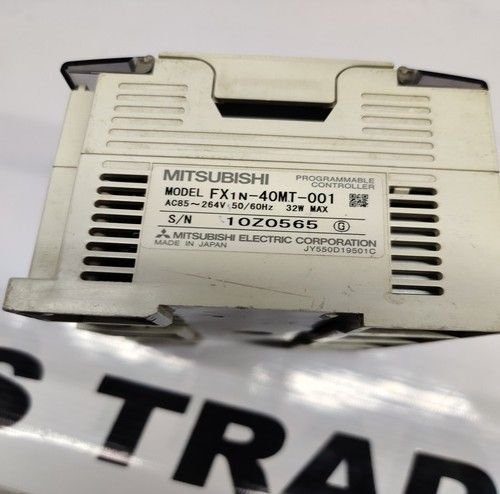 MITSUBISHI PROGRAMMABLE CONTROLLER
MODEL FX1N-40MT-001
AC85~264V 50/60Hz 32W MAX
S/N 10Z0565 G
MITSUBISHI ELECTRIC CORPORATION
MADE IN JAPAN JY550D19501C
S TRAD